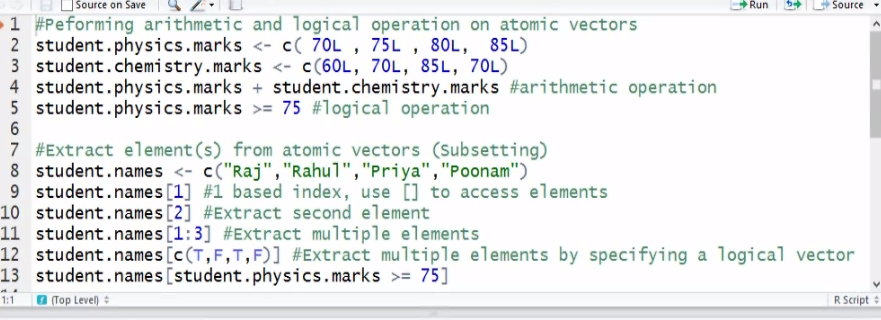 Source on Save
Run
Source
1 #Peforming arithmetic and logical operation on atomic vectors
2 student.physics.marks <- c( 70L , 75L , 80L, 85L)
3 student.chemistry.marks <- c(60L, 70L, 85L, 70L)
4 student.physics.marks + student.chemistry.marks #arithmetic operation
5 student.physics.marks >= 75 #logical operation
6
7 #Extract element(s) from atomic vectors (Subsetting)
8 student.names <- c("Raj","Rahul","Priya","Poonam")
9 student.names[1] #1 based index, use [] to access elements
10 student.names[2] #Extract second element
11 student.names[1:3] #Extract multiple elements
12 student.names[c(T,F,T,F)] #Extract multiple elements by specifying a logical vector
13 student.names[student.physics.marks >= 75]
1:1 (Top Level) R Script